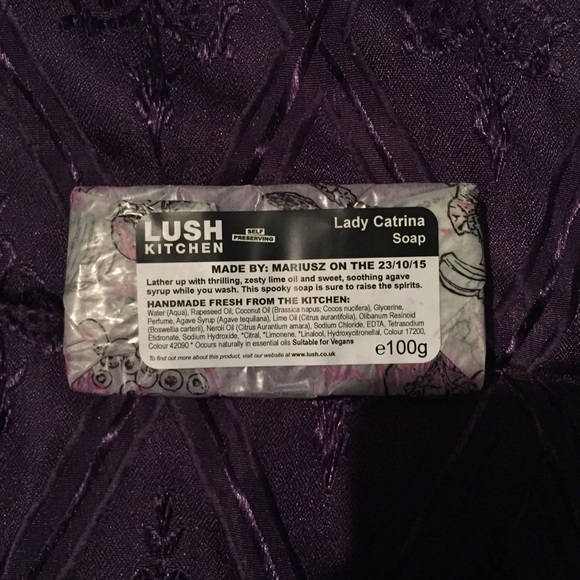 LUSH
KITCHEN
SELF
PRESERVING
Lady Catrina
Soap
MADE BY: MARIUSZ ON THE 23/10/15
Lather up with thrilling, zesty lime oil and sweet, soothing agave
syrup while you wash. This spooky soap is sure to raise the spirits.
HANDMADE FRESH FROM THE KITCHEN:
Water (Aqua), Rapeseed Oil; Coconut Oil (Brassica napus; Cocos nucifera), Glycerine,
Perfume, Agave Syrup (Agave tequilana), Lime Oil (Citrus aurantifolia), Olibanum Resinoid
(Boswellia carterii), Neroli Oil (Citrus Aurantium amara), Sodium Chloride, EDTA, Tetrasodium
Etidronate, Sodium Hydroxide, *Citral, *Limonene, *Linalool, Hydroxycitronellal, Colour 17200,
Colour 42090 * Occurs naturally in essential oils Suitable for Vegans
To find out more about this product, visit our website at www.lush.co.uk
e100g